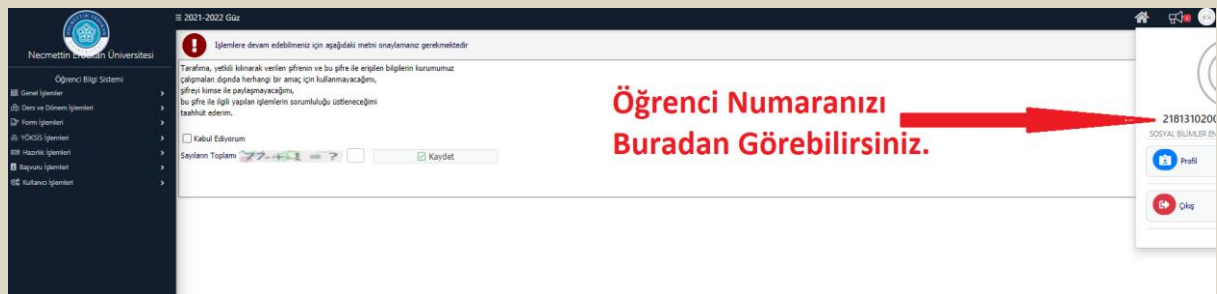 2021-2022 Güz
Necmettin Erbakan Üniversitesi
Öğrenci Bilgi Sistemi
Genel İşlemler
Ders ve Dönem İşlemleri
Form İşlemleri
YÖKSİS İşlemleri
Hazırlık İşlemleri
Başvuru İşlemleri
Kullanıcı İşlemleri
İşlemlere devam edebilmeniz için aşağıdaki metni onaylamanız gerekmektedir
Tarafıma, yetkili kılınarak verilen şifrenin ve bu şifre ile erişilen bilgilerin kurumumuz
çalışmaları dışında herhangi bir amaç için kullanmayacağımı,
şifreyi kimse ile paylaşmayacağımı,
bu şifre ile ilgili yapılan işlemlerin sorumluluğu üstleneceğimi
taahhüt ederim.
Kabul Ediyorum
Sayıların Toplamı = ?
Kaydet
Öğrenci Numaranızı
Buradan Görebilirsiniz.
2181310200
SOSYAL BİLİMLER EN
Profil
Çıkış